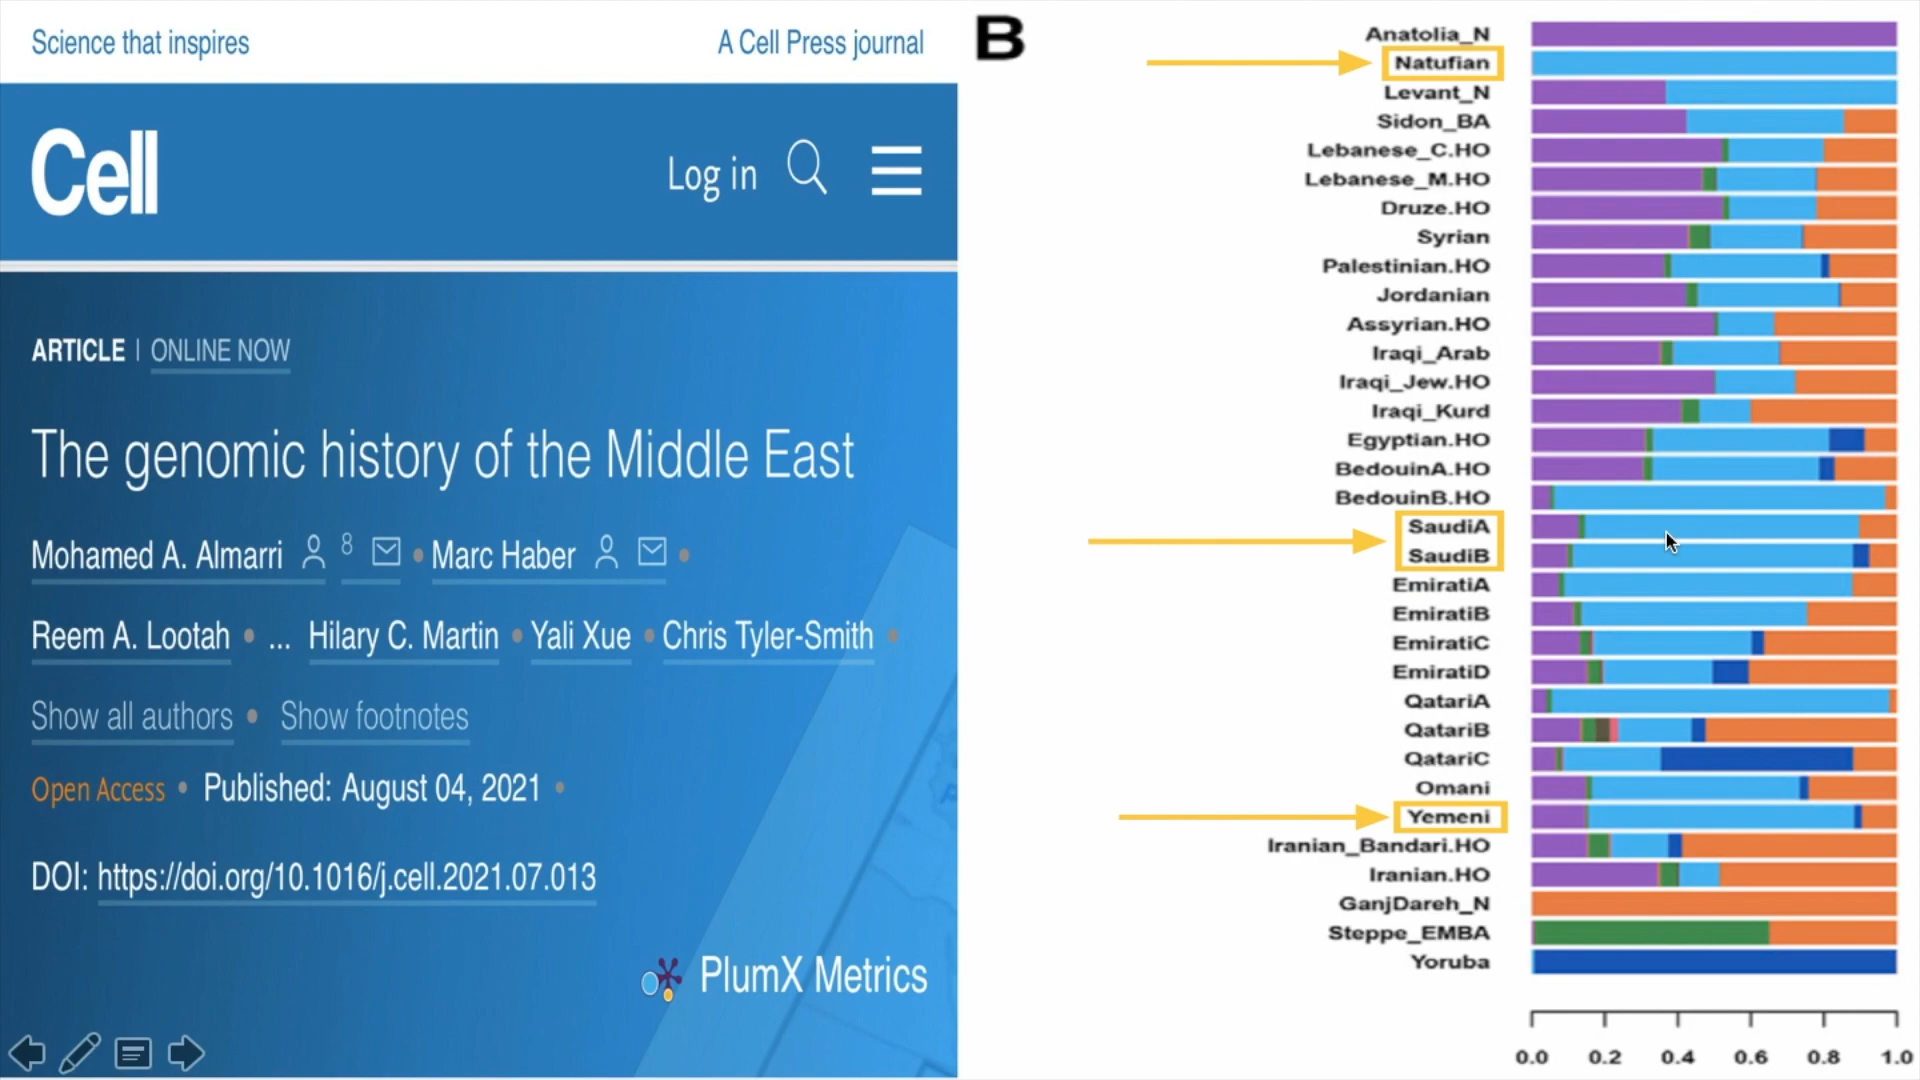 Science that inspires
A Cell Press journal
Cell
Log in
ARTICLE | ONLINE NOW
The genomic history of the Middle East
Mohamed A. Almarri 8 • Marc Haber •
Reem A. Lootah • ... Hilary C. Martin • Yali Xue • Chris Tyler-Smith •
Show all authors • Show footnotes
Open Access • Published: August 04, 2021 •
DOI: https://doi.org/10.1016/j.cell.2021.07.013
PlumX Metrics
B
Anatolia_N
Natufian
Levant_N
Sidon_BA
Lebanese_C.HO
Lebanese_M.HO
Druze.HO
Syrian
Palestinian.HO
Jordanian
Assyrian.HO
Iraqi_Arab
Iraqi_Jew.HO
Iraqi_Kurd
Egyptian.HO
BedouinA.HO
BedouinB.HO
SaudiA
SaudiB
EmiratiA
EmiratiB
EmiratiC
EmiratiD
QatariA
QatariB
QatariC
Omani
Yemeni
Iranian_Bandari.HO
Iranian.HO
GanjDareh_N
Steppe_EMBA
Yoruba
0.0 0.2 0.4 0.6 0.8 1.0